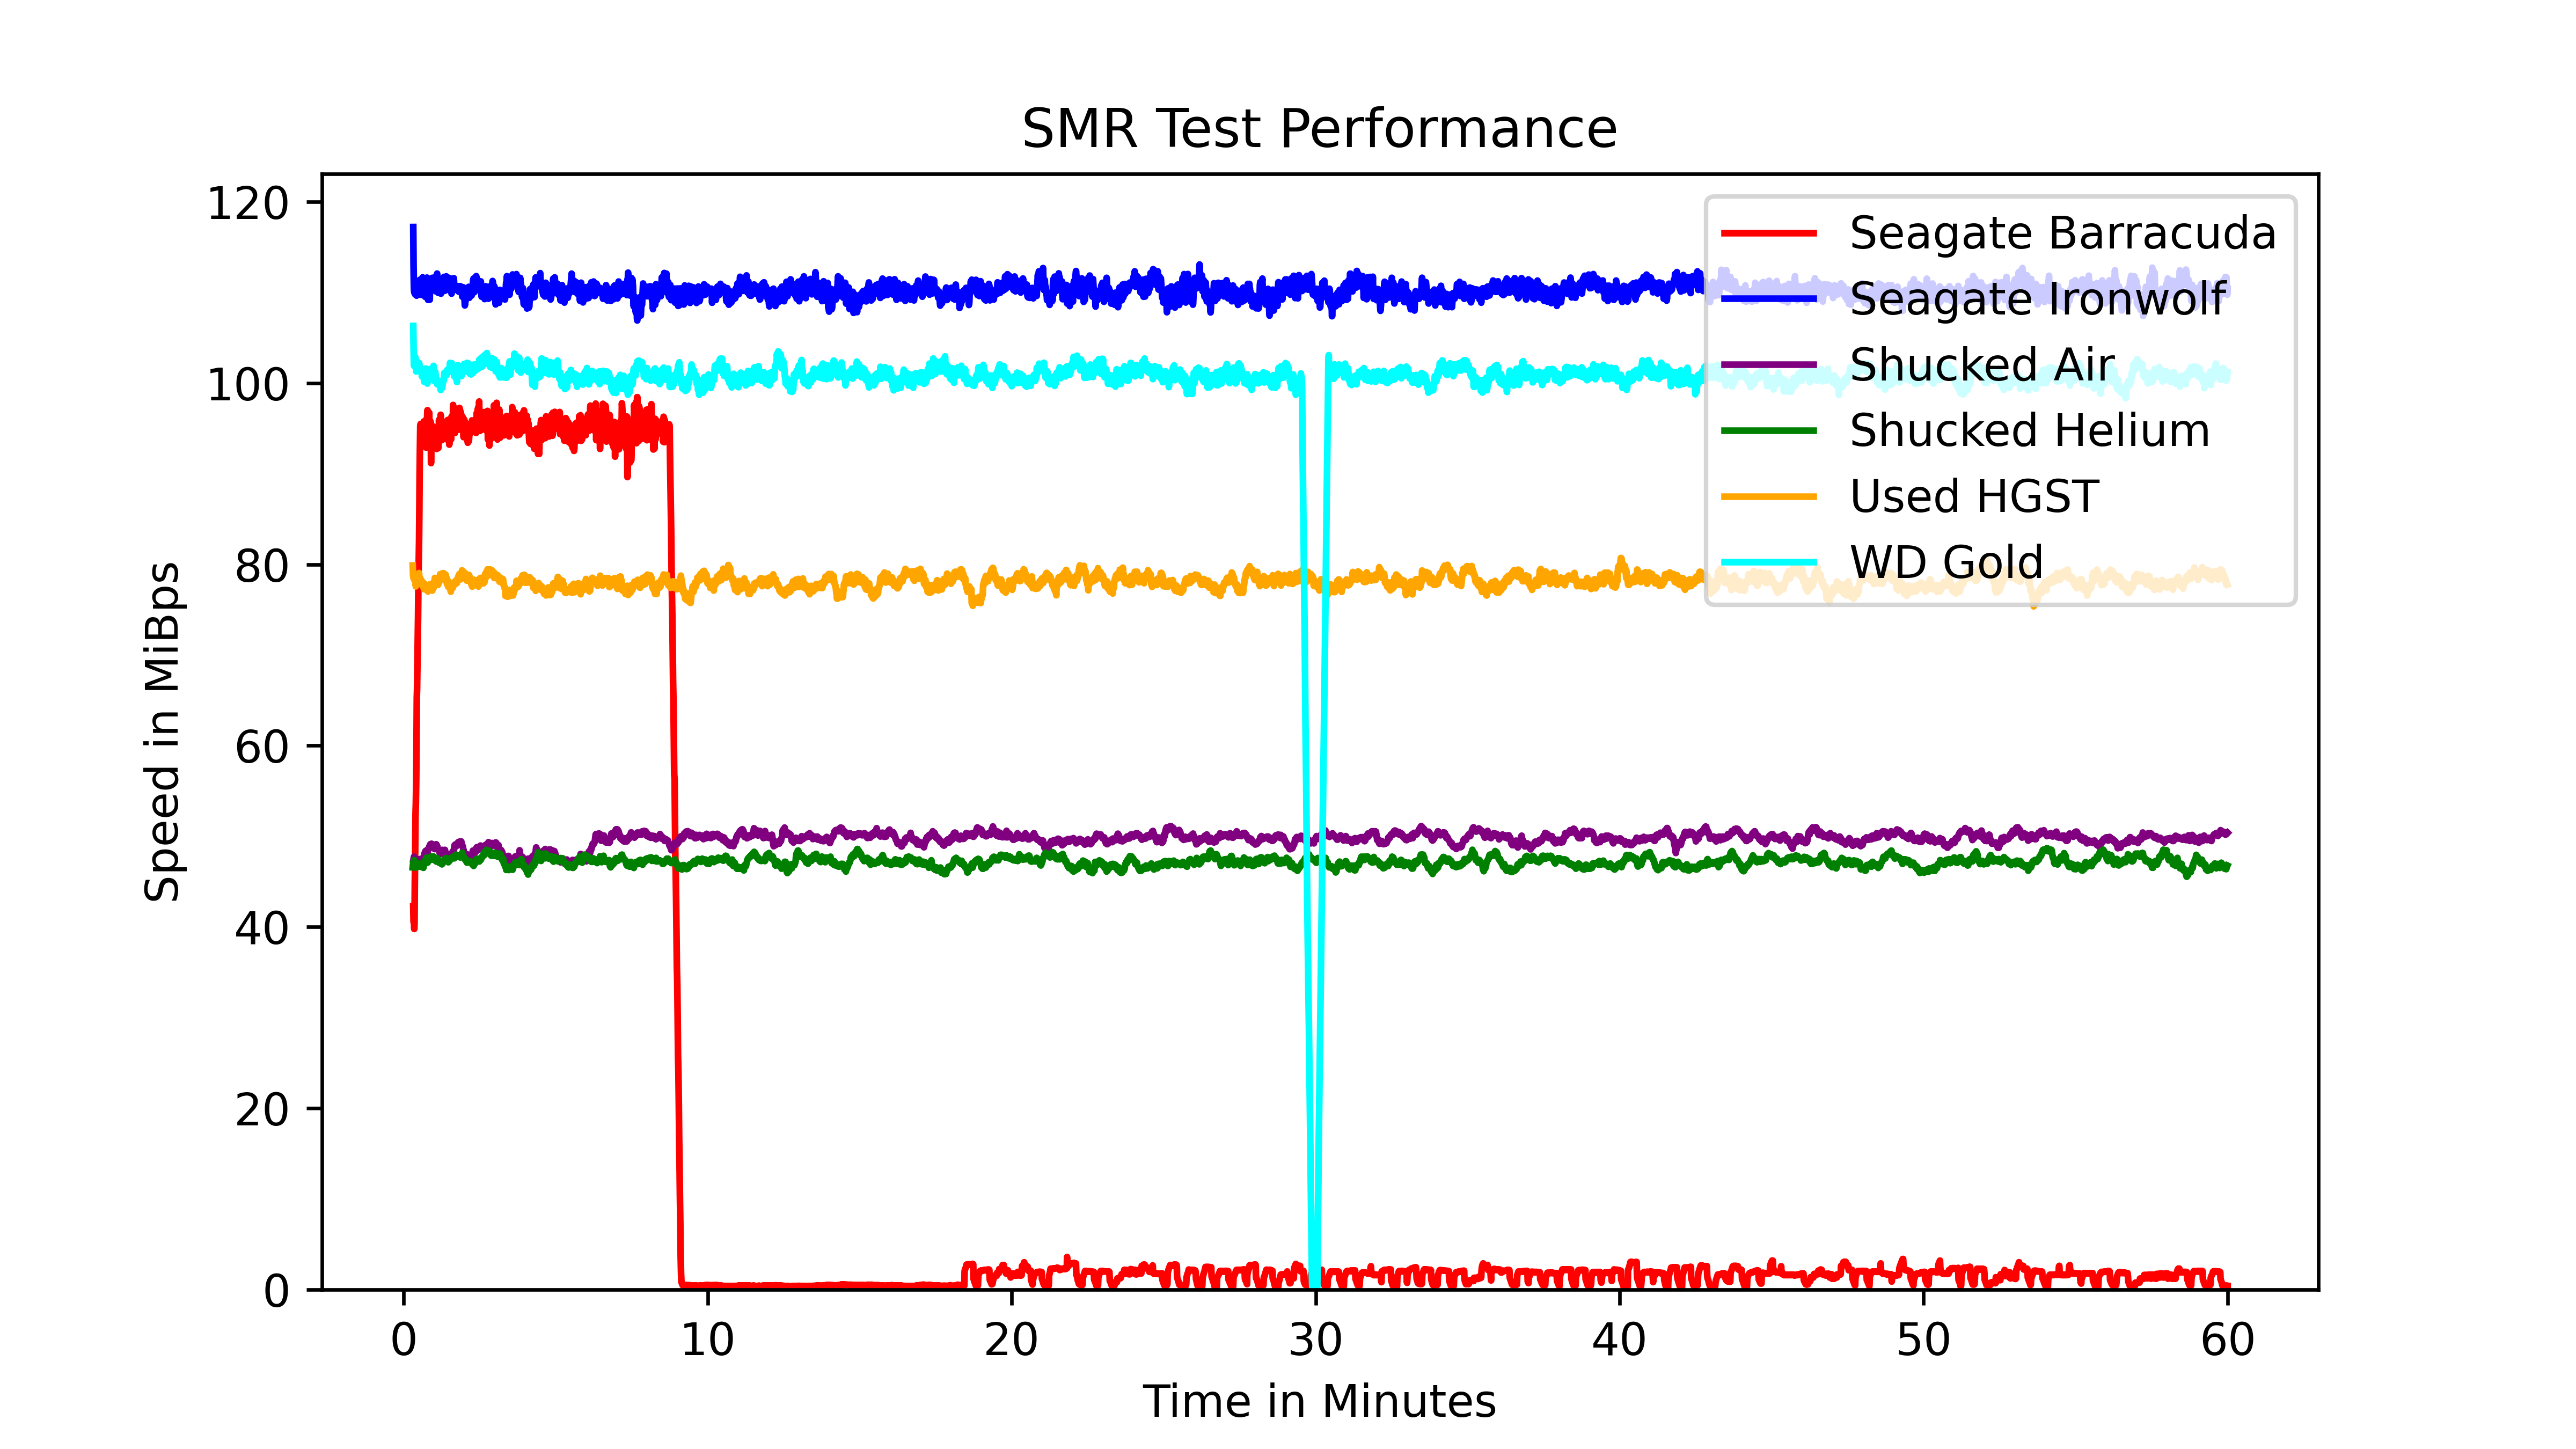 SMR Test Performance
120
100
80
60
40
20
0
Speed in MiBps
Seagate Barracuda
Seagate Ironwolf
Shucked Air
Shucked Helium
Used HGST
WD Gold
0 10 20 30 40 50 60
Time in Minutes